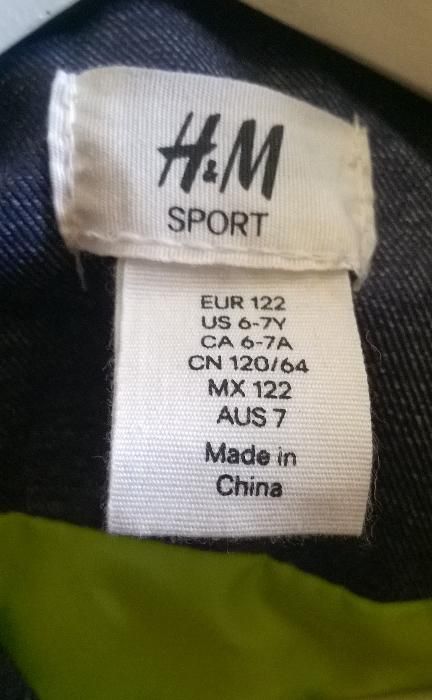 H&M
SPORT
EUR 122
US 6-7Y
CA 6-7A
CN 120/64
MX 122
AUS 7
Made in
China